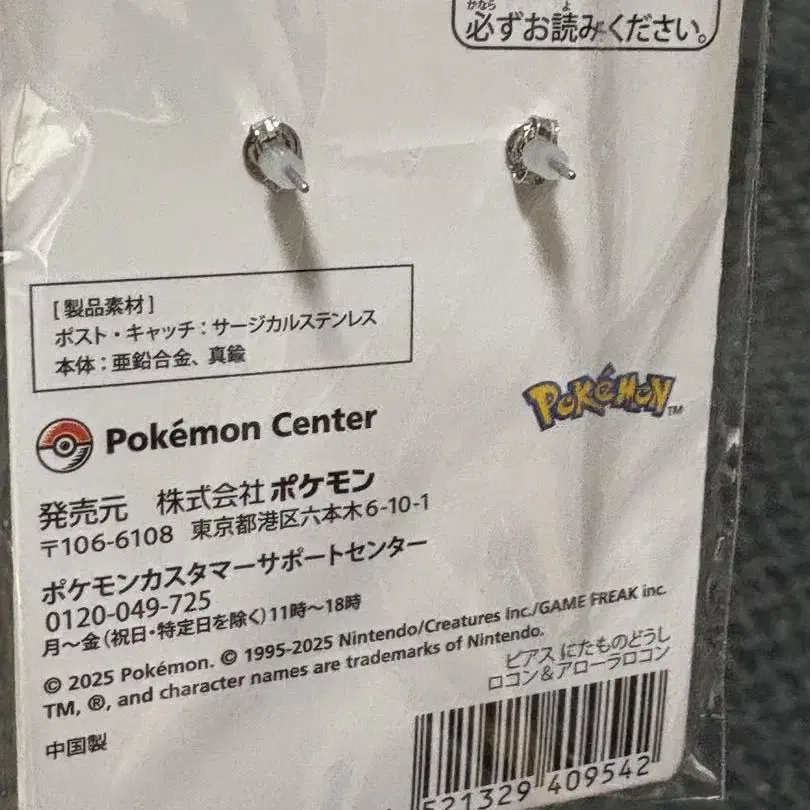 必ずお読みください。
[製品素材]
ポスト・キャッチ：サージカルステンレス
本体：亜鉛合金、真鍮
Pokémon Center
POKéMON TM
発売元 株式会社ポケモン
〒106-6108 東京都港区六本木6-10-1
ポケモンカスタマーサポートセンター
0120-049-725
月～金(祝日・特定日を除く)11時～18時
© 2025 Pokémon. © 1995-2025 Nintendo/Creatures Inc./GAME FREAK inc.
TM, ®, and character names are trademarks of Nintendo.
ピアス にたものどうし
ロコン＆アローラロコン
中国製
521329 409542